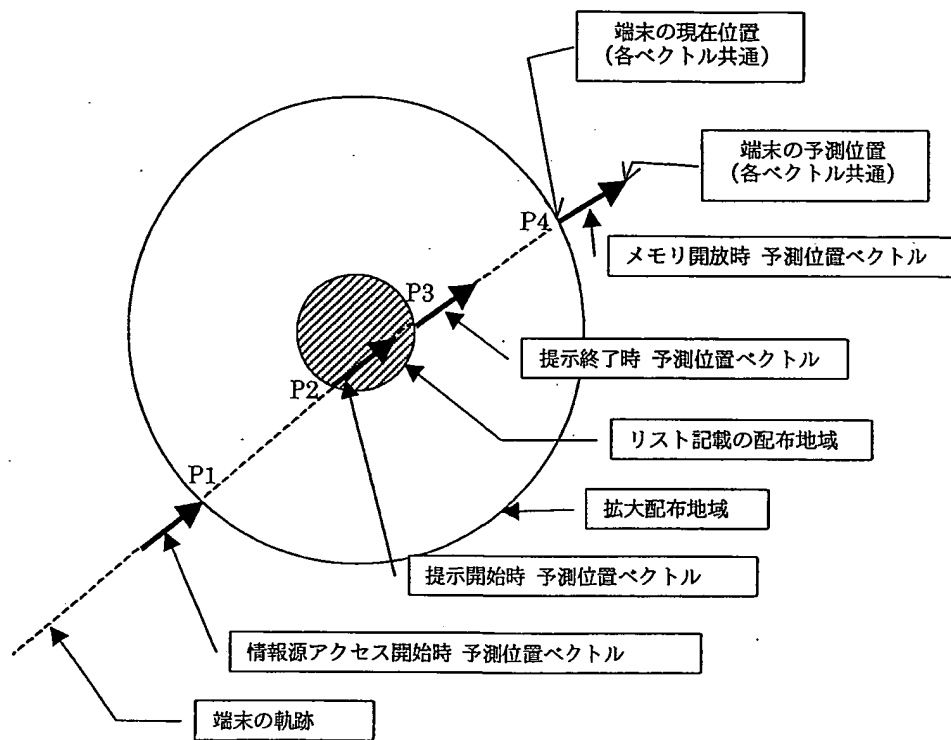 端末の現在位置
(各ベクトル共通)
端末の予測位置
(各ベクトル共通)
P4
メモリ開放時 予測位置ベクトル
P3
提示終了時 予測位置ベクトル
P2
リスト記載の配布地域
P1
拡大配布地域
提示開始時 予測位置ベクトル
情報源アクセス開始時 予測位置ベクトル
端末の軌跡